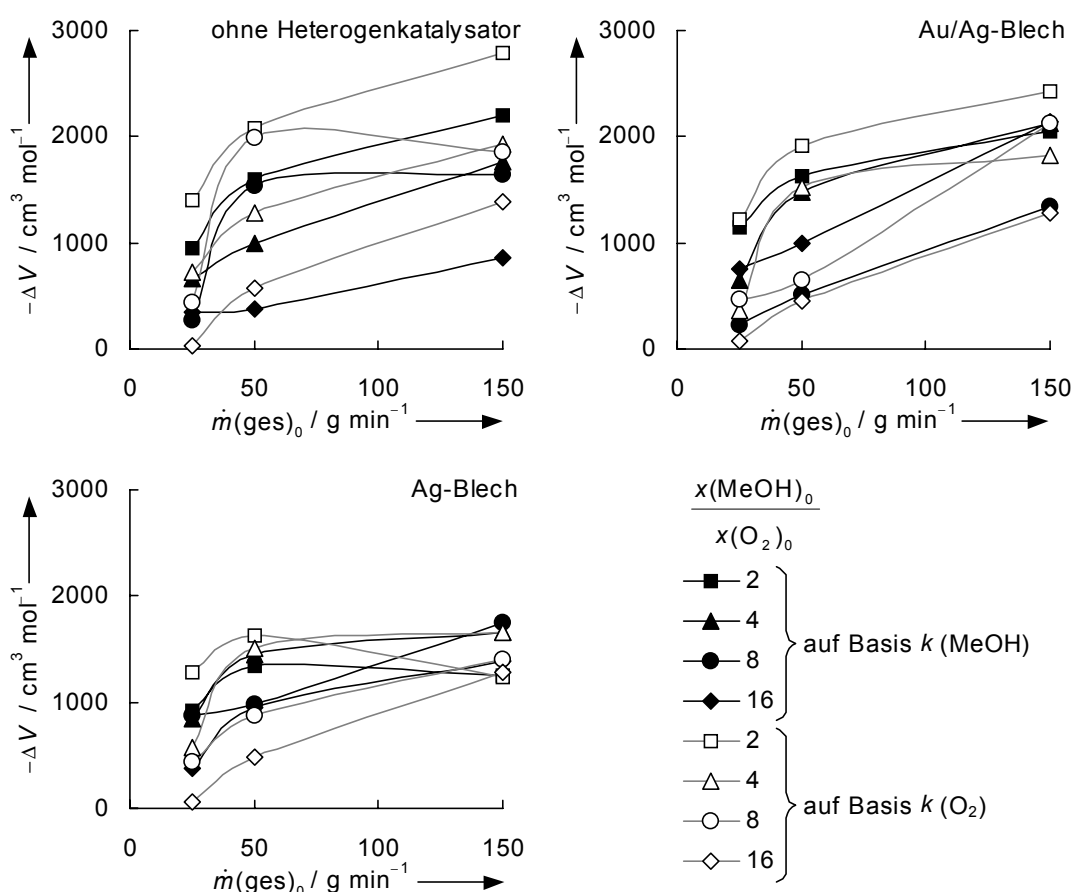 ohne Heterogenkatalysator
−ΔV / cm³ mol⁻¹
3000
2000
1000
0
0 50 100 150
ṁ(ges)₀ / g min⁻¹
Au/Ag-Blech
−ΔV / cm³ mol⁻¹
3000
2000
1000
0
0 50 100 150
ṁ(ges)₀ / g min⁻¹
Ag-Blech
−ΔV / cm³ mol⁻¹
3000
2000
1000
0
0 50 100 150
ṁ(ges)₀ / g min⁻¹
x(MeOH)₀
x(O₂)₀
2
4
8
16
auf Basis k(MeOH)
2
4
8
16
auf Basis k(O₂)